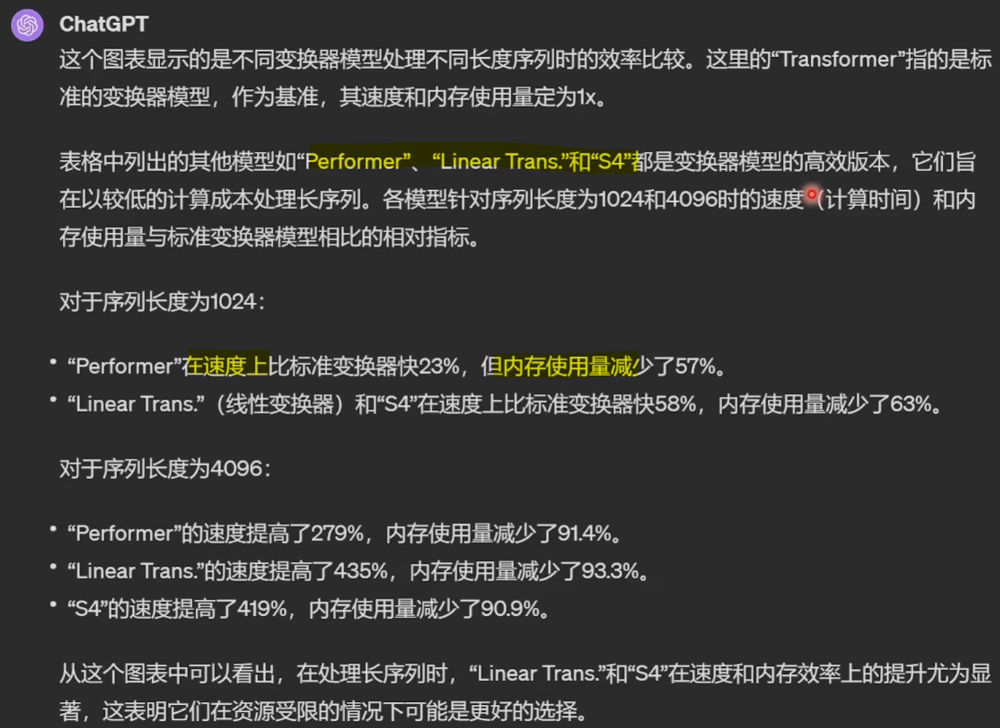 ChatGPT
这个图表显示的是不同变换器模型处理不同长度序列时的效率比较。这里的“Transformer”指的是标
准的变换器模型，作为基准，其速度和内存使用量定为1x。
表格中列出的其他模型如“Performer”、“Linear Trans.”和“S4”都是变换器模型的高效版本，它们旨
在以较低的计算成本处理长序列。各模型针对序列长度为1024和4096时的速度（计算时间）和内
存使用量与标准变换器模型相比的相对指标。
对于序列长度为1024：
• “Performer”在速度上比标准变换器快23%，但内存使用量减少了57%。
• “Linear Trans.”（线性变换器）和“S4”在速度上比标准变换器快58%，内存使用量减少了63%。
对于序列长度为4096：
• “Performer”的速度提高了279%，内存使用量减少了91.4%。
• “Linear Trans.”的速度提高了435%，内存使用量减少了93.3%。
• “S4”的速度提高了419%，内存使用量减少了90.9%。
从这个图表中可以看出，在处理长序列时，“Linear Trans.”和“S4”在速度和内存效率上的提升尤为显
著，这表明它们在资源受限的情况下可能是更好的选择。